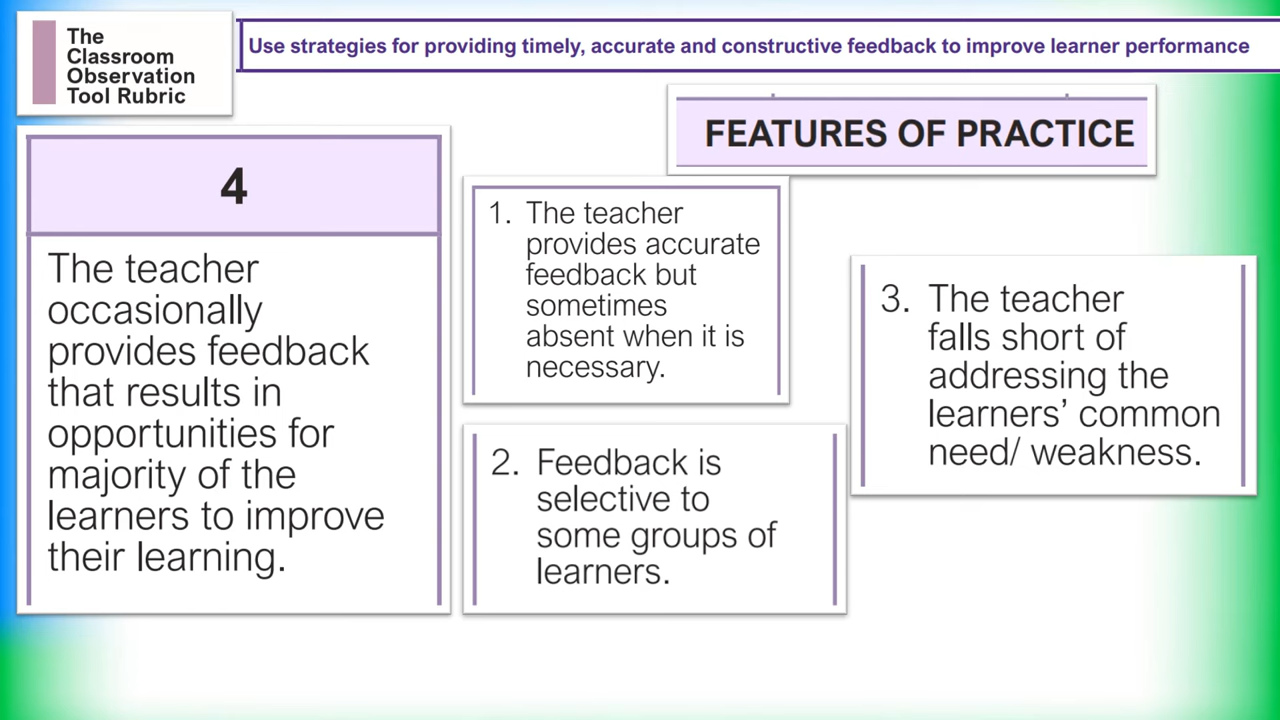 The
Classroom
Observation
Tool Rubric
Use strategies for providing timely, accurate and constructive feedback to improve learner performance
FEATURES OF PRACTICE
4
The teacher
occasionally
provides feedback
that results in
opportunities for
majority of the
learners to improve
their learning.
1. The teacher
provides accurate
feedback but
sometimes
absent when it is
necessary.
2. Feedback is
selective to
some groups of
learners.
3. The teacher
falls short of
addressing the
learners’ common
need/ weakness.